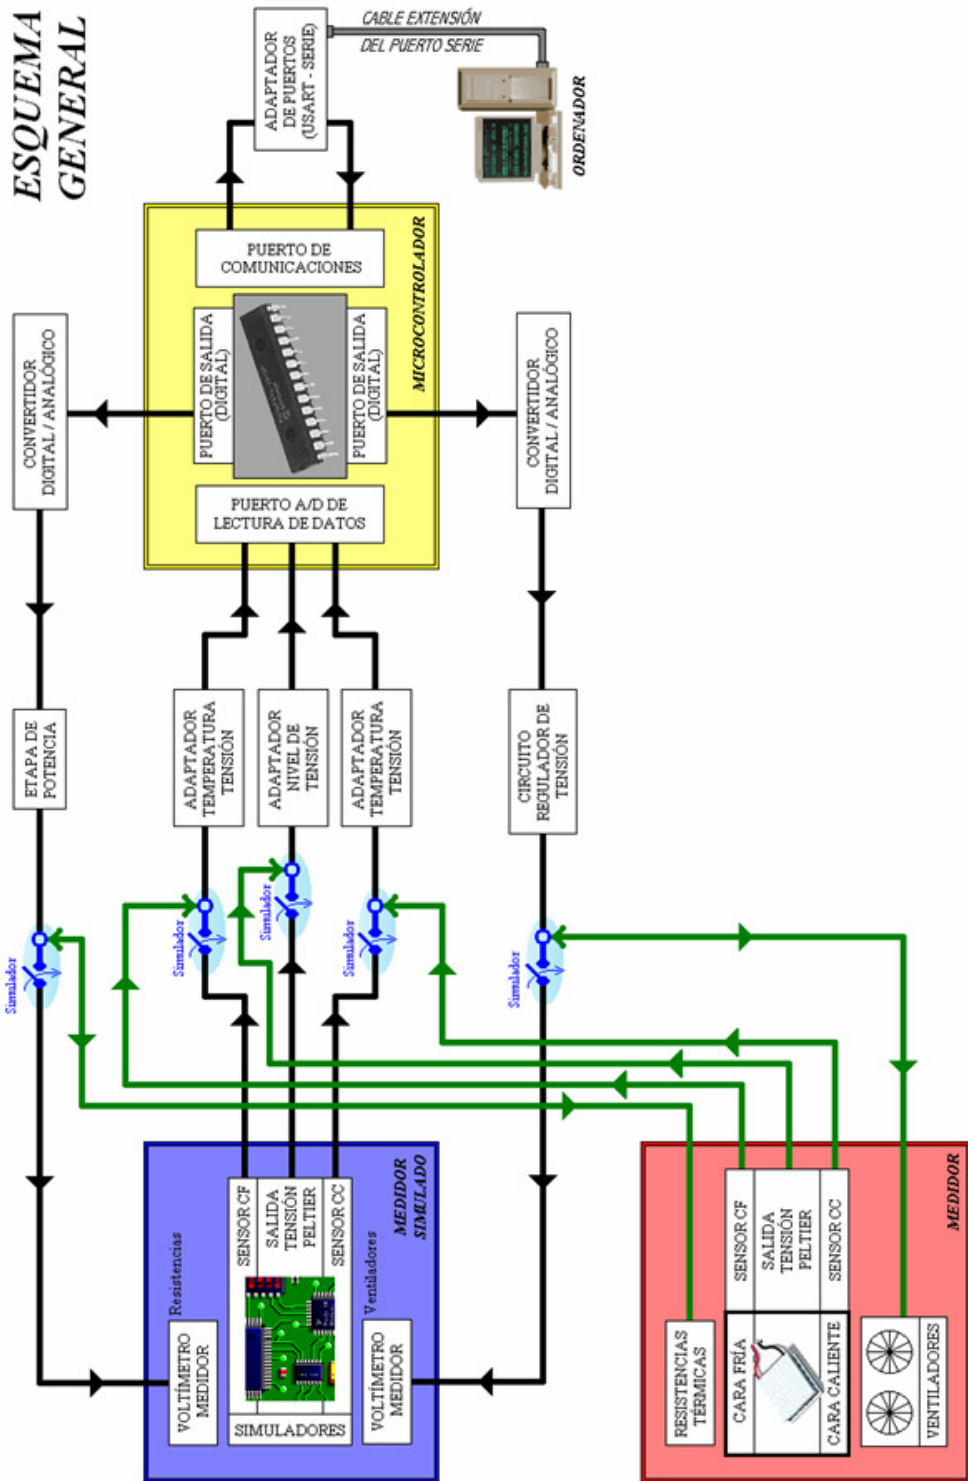 ESQUEMA
GENERAL
CABLE EXTENSIÓN
DEL PUERTO SERIE
ADAPTADOR
DE PUERTOS
(USART - SERIE)
ORDENADOR
PUERTO DE
COMUNICACIONES
MICROCONTROLADOR
PUERTO DE SALIDA
(DIGITAL)
PUERTO DE SALIDA
(DIGITAL)
PUERTO A/D DE
LECTURA DE DATOS
CONVERTIDOR
DIGITAL / ANALÓGICO
CONVERTIDOR
DIGITAL / ANALÓGICO
ETAPA DE
POTENCIA
ADAPTADOR
TEMPERATURA
TENSIÓN
ADAPTADOR
NIVEL DE
TENSIÓN
ADAPTADOR
TEMPERATURA
TENSIÓN
CIRCUITO
REGULADOR DE
TENSIÓN
Simulador
Simulador
Simulador
Simulador
Simulador
MEDIDOR
SIMULADO
Resistencias
VOLTÍMETRO
MEDIDOR
SENSOR CF
SALIDA
TENSIÓN
PELTIER
SENSOR CC
SIMULADORES
Ventiladores
VOLTÍMETRO
MEDIDOR
MEDIDOR
RESISTENCIAS
TÉRMICAS
SENSOR CF
SALIDA
TENSIÓN
PELTIER
SENSOR CC
CARA FRÍA
CARA CALIENTE
VENTILADORES